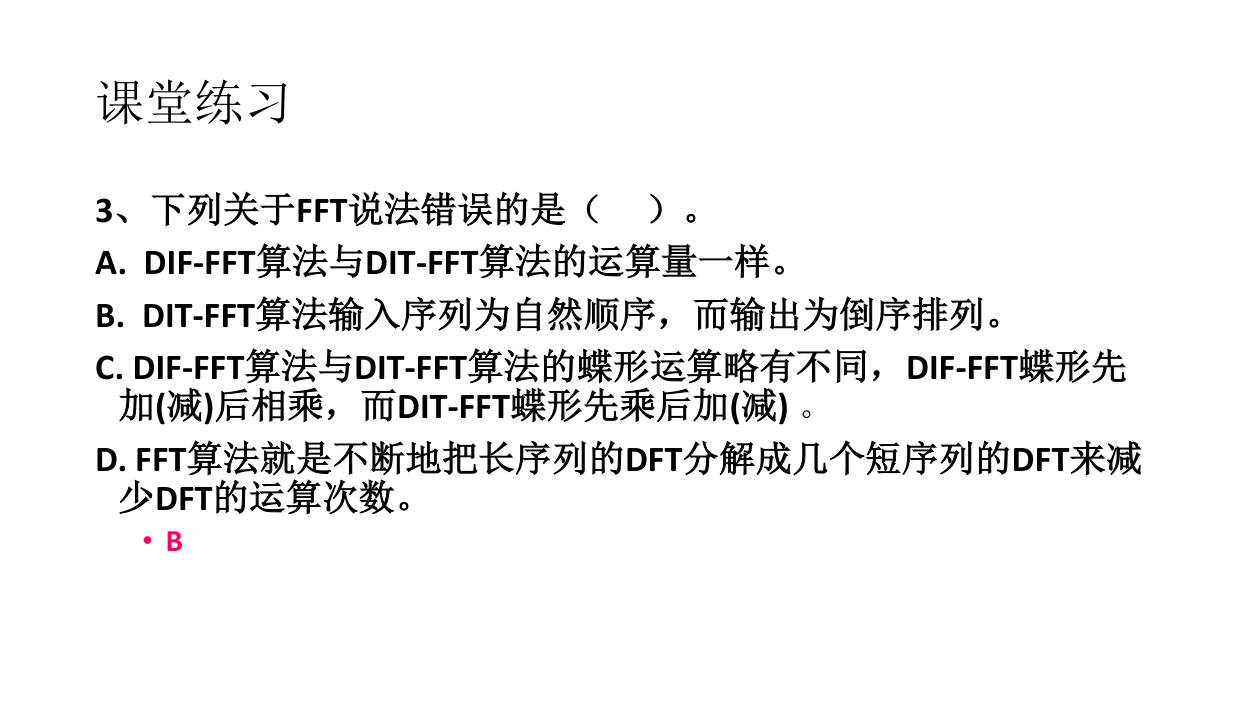 课堂练习
3、下列关于FFT说法错误的是（    ）。
A. DIF-FFT算法与DIT-FFT算法的运算量一样。
B. DIT-FFT算法输入序列为自然顺序，而输出为倒序排列。
C. DIF-FFT算法与DIT-FFT算法的蝶形运算略有不同，DIF-FFT蝶形先
加(减)后相乘，而DIT-FFT蝶形先乘后加(减) 。
D. FFT算法就是不断地把长序列的DFT分解成几个短序列的DFT来减
少DFT的运算次数。
• B